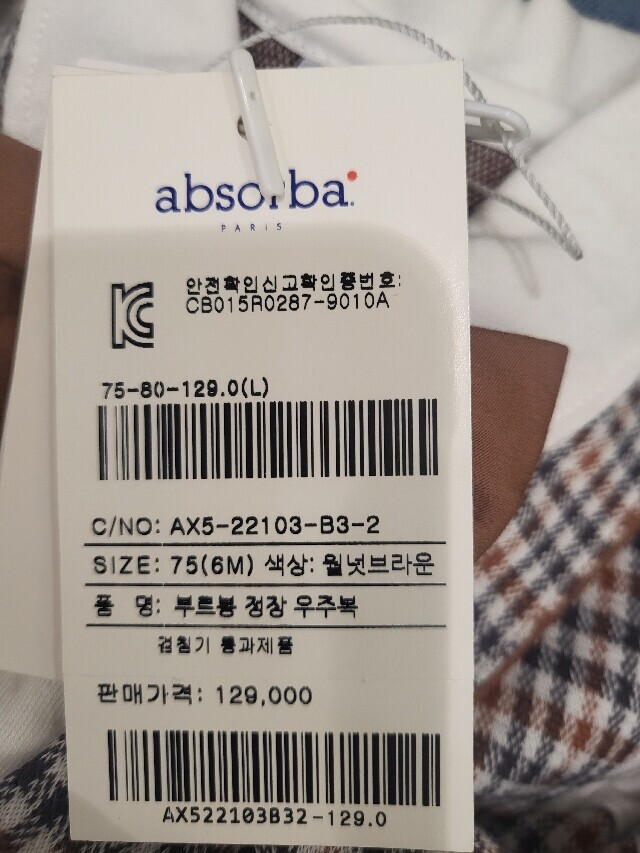 absorba
PARIS
안전확인신고확인증번호:
CB015R0287-9010A
75-80-129.0(L)
C/NO: AX5-22103-B3-2
SIZE: 75(6M) 색상: 월넛브라운
품 명: 부르봉 정장 우주복
검침기 통과제품
판매가격: 129,000
AX522103B32-129.0